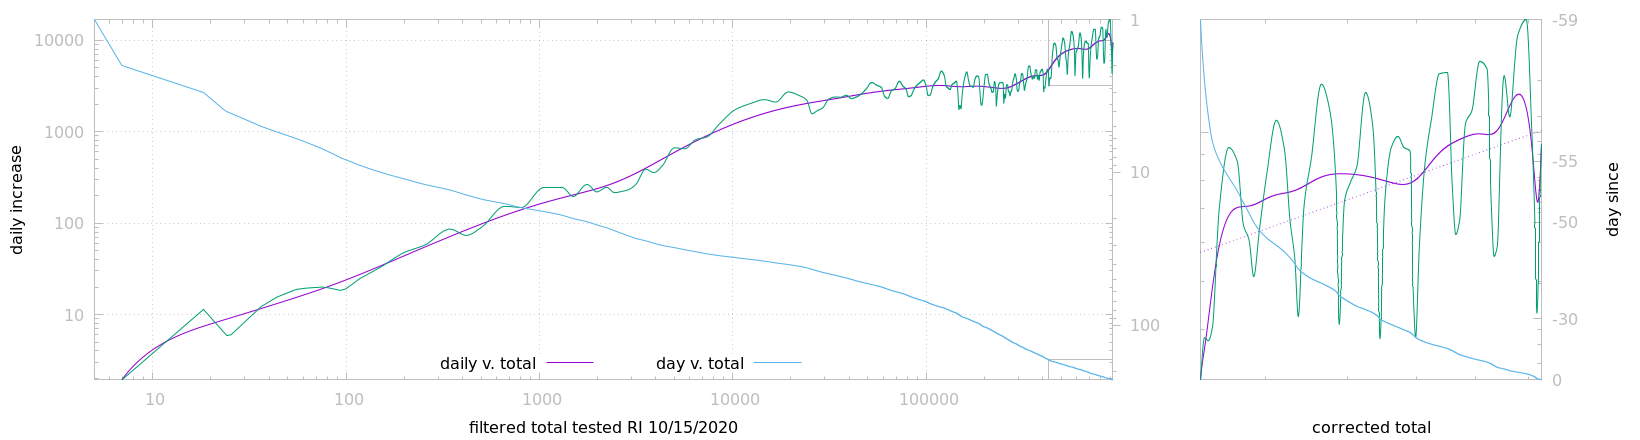 10000
1000
100
10
daily increase
10
100
1000
10000
100000
filtered total tested RI 10/15/2020
daily v. total
day v. total
1
10
100
-59
-55
-50
-30
0
day since
corrected total